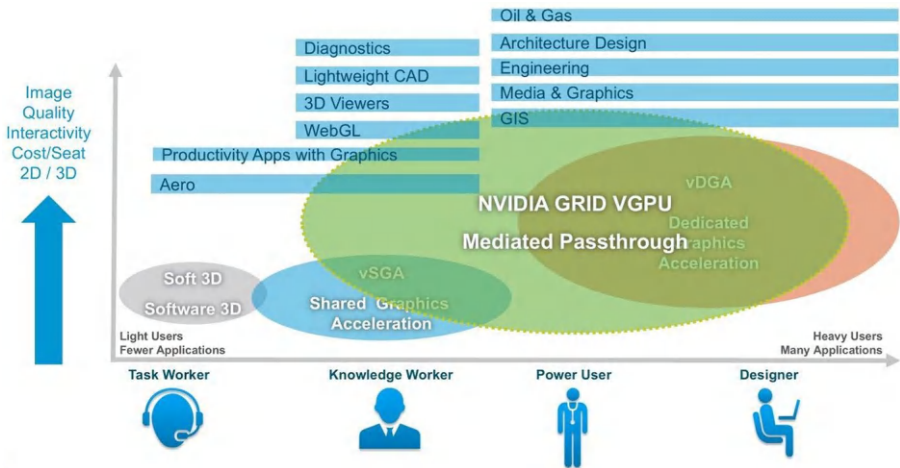 Oil & Gas
Diagnostics
Architecture Design
Lightweight CAD
Engineering
Image
Quality
Interactivity
Cost/Seat
2D / 3D
3D Viewers
Media & Graphics
WebGL
GIS
Productivity Apps with Graphics
Aero
vDGA
NVIDIA GRID VGPU
Dedicated
Mediated Passthrough
Graphics
Acceleration
Soft 3D
Software 3D
vSGA
Shared Graphics
Acceleration
Light Users
Fewer Applications
Heavy Users
Many Applications
Task Worker
Knowledge Worker
Power User
Designer